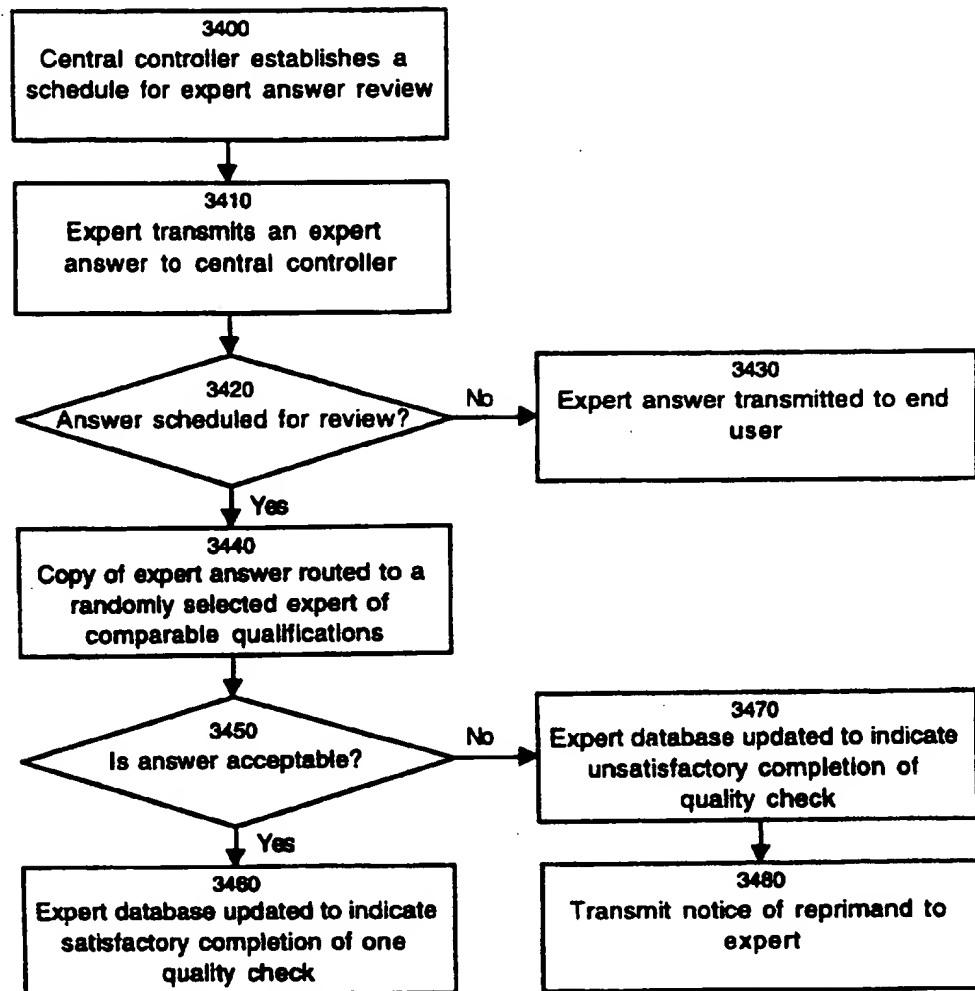 3400
Central controller establishes a
schedule for expert answer review
3410
Expert transmits an expert
answer to central controller
3420
Answer scheduled for review?
No
3430
Expert answer transmitted to end
user
Yes
3440
Copy of expert answer routed to a
randomly selected expert of
comparable qualifications
3450
Is answer acceptable?
No
3470
Expert database updated to indicate
unsatisfactory completion of
quality check
Yes
3460
Expert database updated to indicate
satisfactory completion of one
quality check
3480
Transmit notice of reprimand to
expert